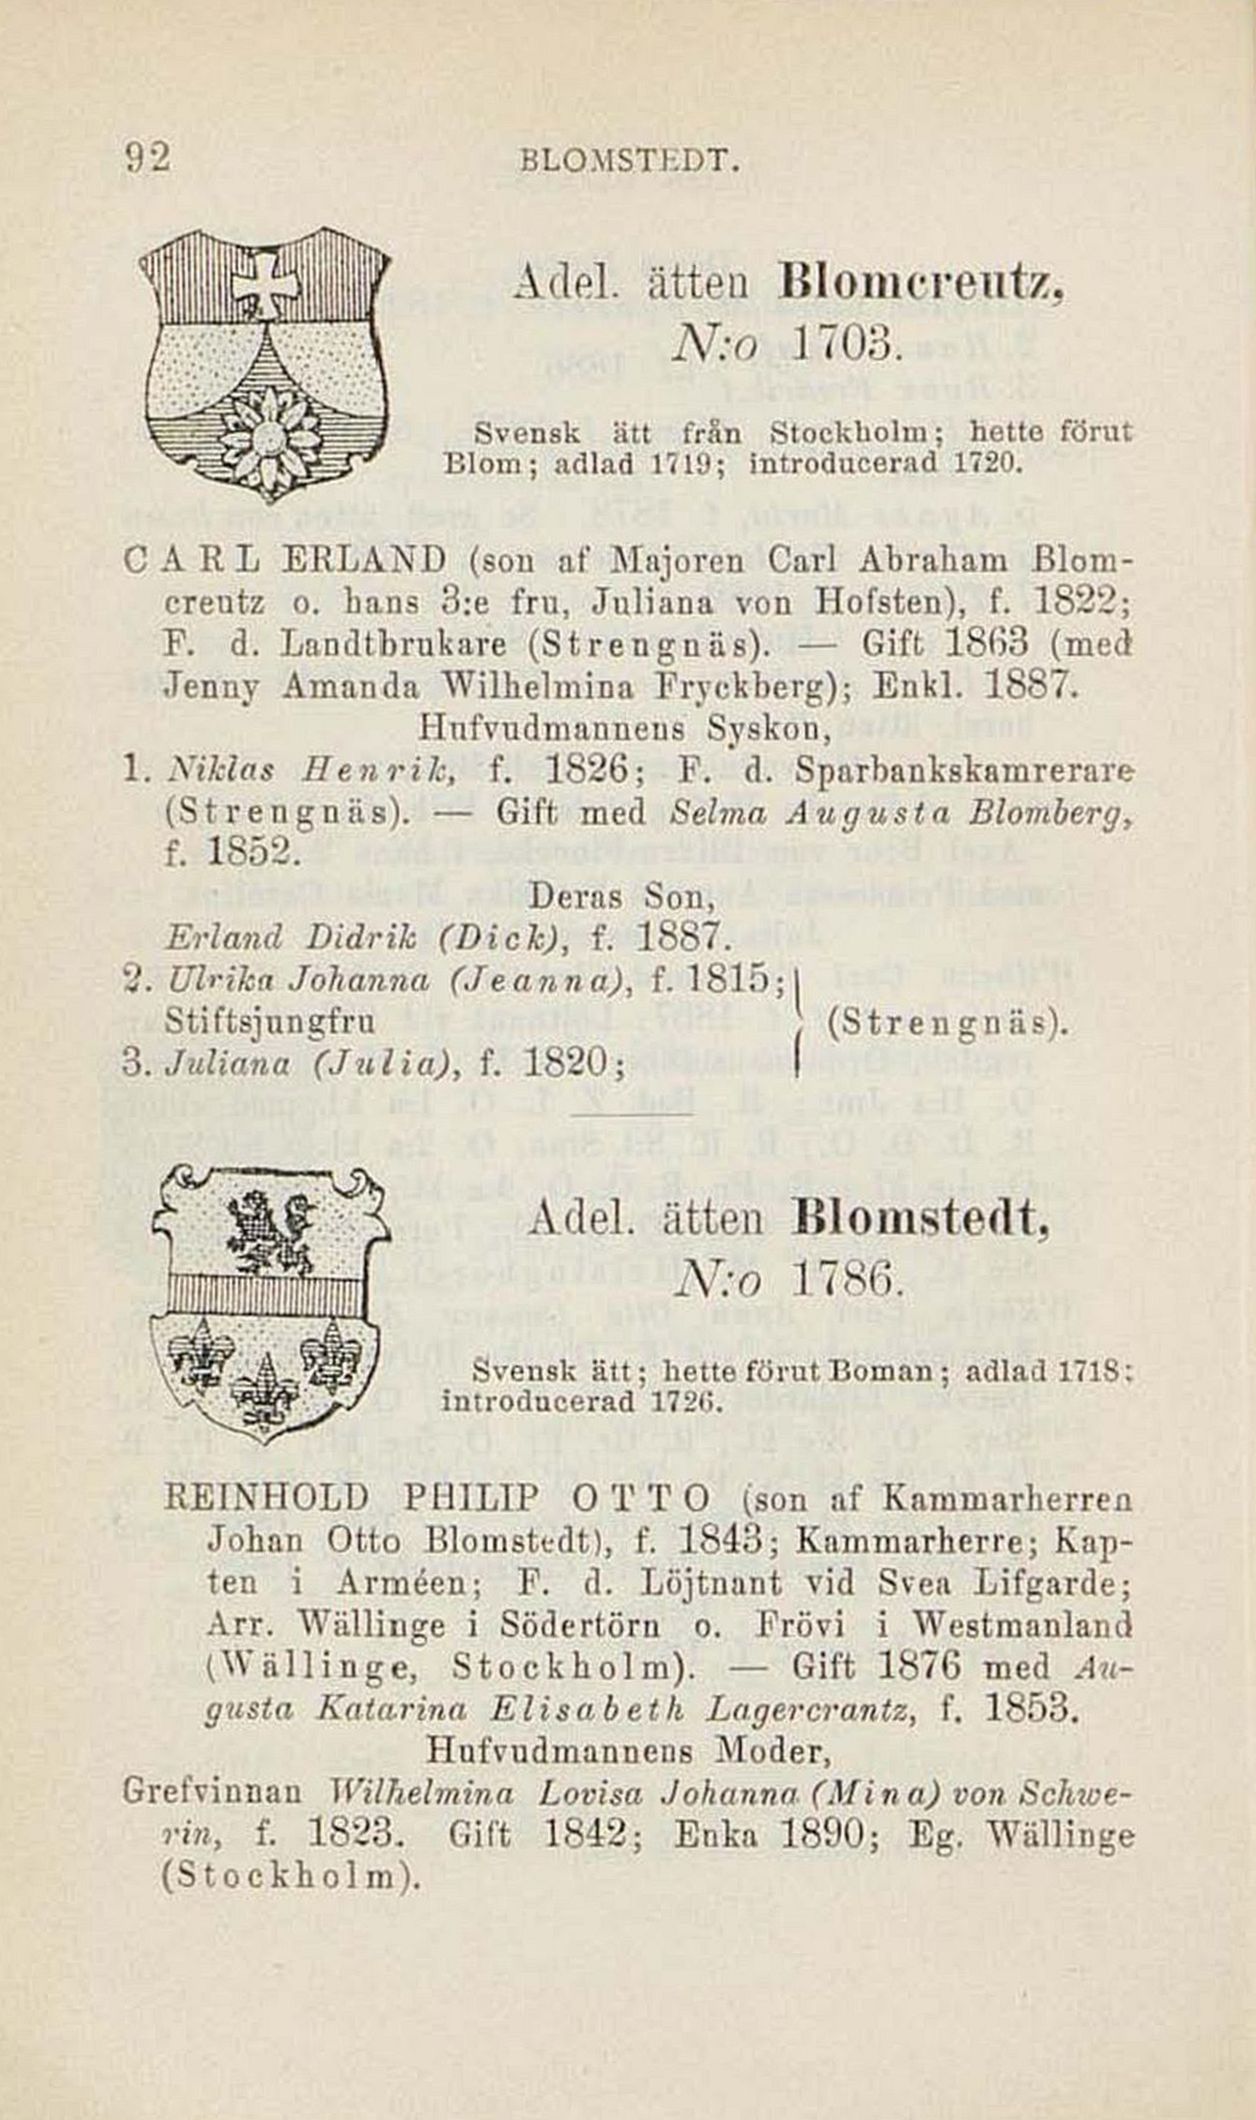 92 BLOMSTEDT.
Adel. ätten Blomcreutz,
N:o 1703.
Svensk ätt från Stockholm; hette förut
Blom; adlad 1719; introducerad 1720.
CARL ERLAND (son af Majoren Carl Abraham Blom-
creutz o. hans 3:e fru, Juliana von Hofsten), f. 1822;
F. d. Landtbrukare (Strengnäs). — Gift 1863 (med
Jenny Amanda Wilhelmina Fryckberg); Enkl. 1887.
Hufvudmannens Syskon,
1. Niklas Henrik, f. 1826; F. d. Sparbankskamrerare
(Strengnäs). — Gift med Selma Augusta Blomberg,
f. 1852.
Deras Son,
Erland Didrik (Dick), f. 1887.
2. Ulrika Johanna (Jeanna), f. 1815;
Stiftsjungfru (Strengnäs).
3. Juliana (Julia), f. 1820;
Adel. ätten Blomstedt,
N:o 1786.
Svensk ätt; hette förut Boman; adlad 1718;
introducerad 1726.
REINHOLD PHILIP OTTO (son af Kammarherren
Johan Otto Blomstedt), f. 1843; Kammarherre; Kap-
ten i Arméen; F. d. Löjtnant vid Svea Lifgarde;
Arr. Wällinge i Södertörn o. Frövi i Westmanland
(Wällinge, Stockholm). — Gift 1876 med Au-
gusta Katarina Elisabeth Lagercrantz, f. 1853.
Hufvudmannens Moder,
Grefvinnan Wilhelmina Lovisa Johanna (Mina) von Schwe-
rin, f. 1823. Gift 1842; Enka 1890; Eg. Wällinge
(Stockholm).